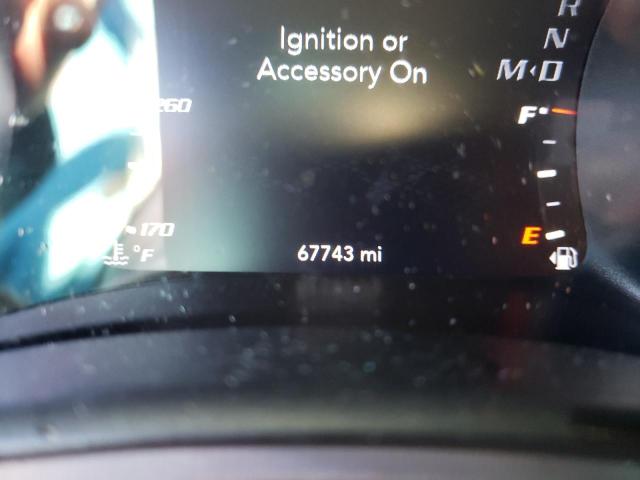 Ignition or
Accessory On
R
N
M◂D
260
F
170
°F
67743 mi
E